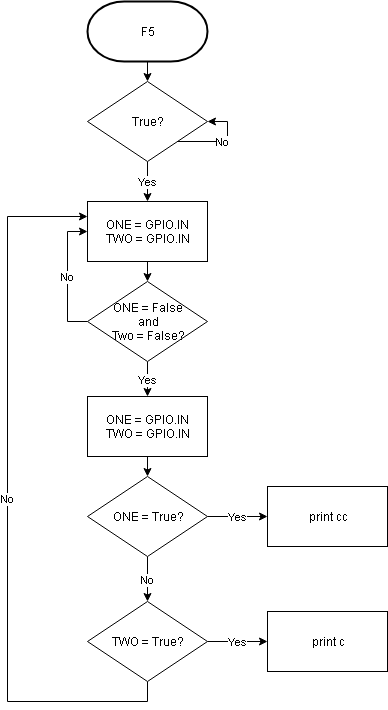 F5
True?
No
Yes
ONE = GPIO.IN
TWO = GPIO.IN
No
ONE = False
and
Two = False?
Yes
ONE = GPIO.IN
TWO = GPIO.IN
No
ONE = True?
Yes
print cc
No
TWO = True?
Yes
print c